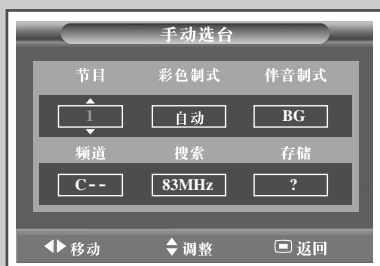 手动选台
节目 彩色制式 伴音制式
1 自动 BG
频道 搜索 存储
C-- 83MHz ?
移动 调整 返回